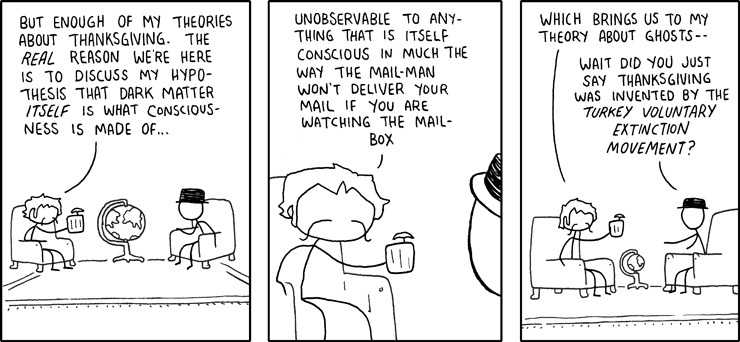 BUT ENOUGH OF MY THEORIES
ABOUT THANKSGIVING. THE
REAL REASON WE'RE HERE
IS TO DISCUSS MY HYPO-
THESIS THAT DARK MATTER
ITSELF IS WHAT CONSCIOUS-
NESS IS MADE OF...
UNOBSERVABLE TO ANY-
THING THAT IS ITSELF
CONSCIOUS IN MUCH THE
WAY THE MAIL-MAN
WON'T DELIVER YOUR
MAIL IF YOU ARE
WATCHING THE MAIL-
BOX
WHICH BRINGS US TO MY
THEORY ABOUT GHOSTS--
WAIT DID YOU JUST
SAY THANKSGIVING
WAS INVENTED BY THE
TURKEY VOLUNTARY
EXTINCTION
MOVEMENT?